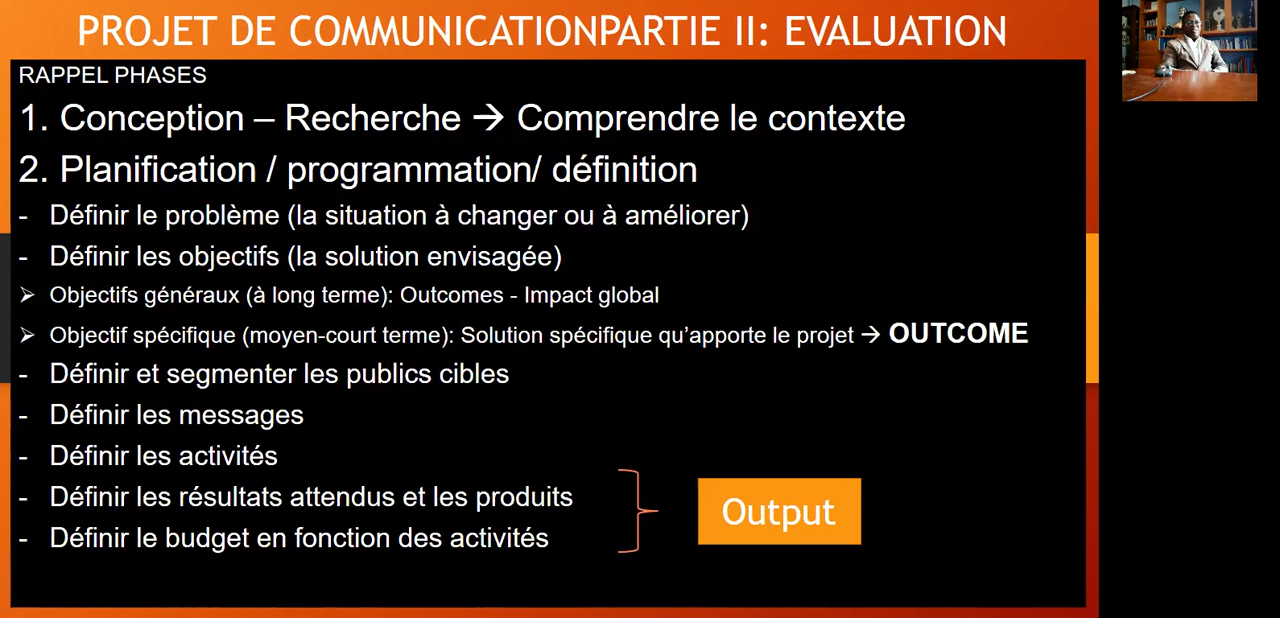 PROJET DE COMMUNICATIONPARTIE II: EVALUATION
RAPPEL PHASES
1. Conception – Recherche → Comprendre le contexte
2. Planification / programmation/ définition
- Définir le problème (la situation à changer ou à améliorer)
- Définir les objectifs (la solution envisagée)
➢ Objectifs généraux (à long terme): Outcomes - Impact global
➢ Objectif spécifique (moyen-court terme): Solution spécifique qu’apporte le projet → OUTCOME
- Définir et segmenter les publics cibles
- Définir les messages
- Définir les activités
- Définir les résultats attendus et les produits
- Définir le budget en fonction des activités
Output